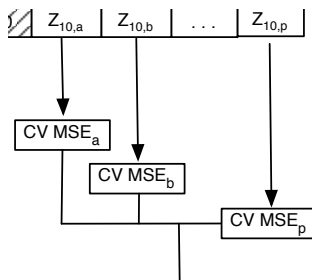 Z10,a Z10,b . . . Z10,p
CV MSEa
CV MSEb
CV MSEp